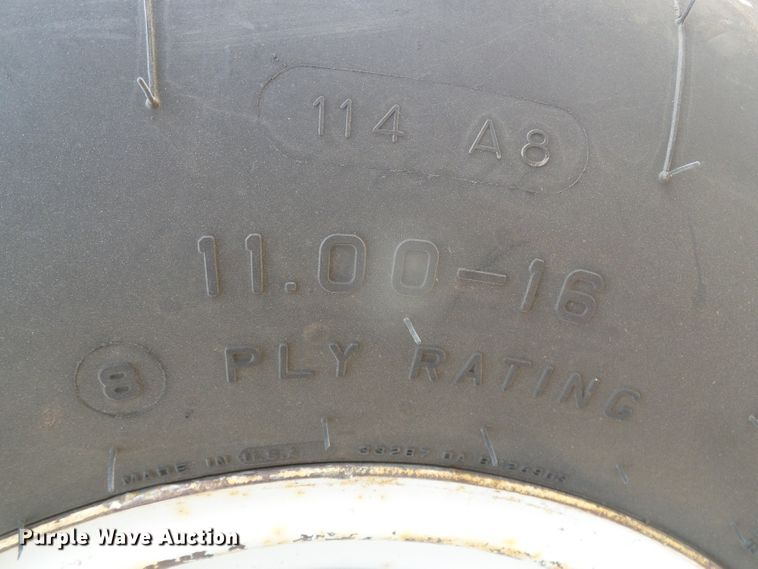 114 A8
11.00-16
8 PLY RATING
MADE IN U.S.A.
Purple Wave Auction®